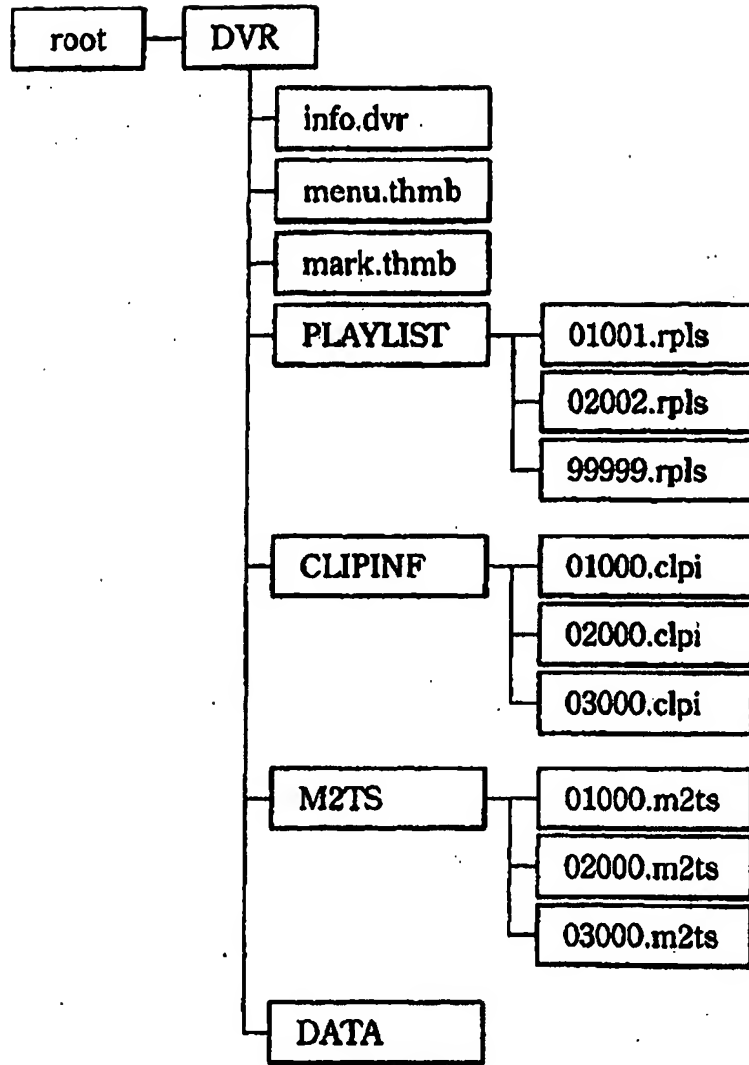 root
DVR
info.dvr
menu.thmb
mark.thmb
PLAYLIST
01001.rpls
02002.rpls
99999.rpls
CLIPINF
01000.clpi
02000.clpi
03000.clpi
M2TS
01000.m2ts
02000.m2ts
03000.m2ts
DATA